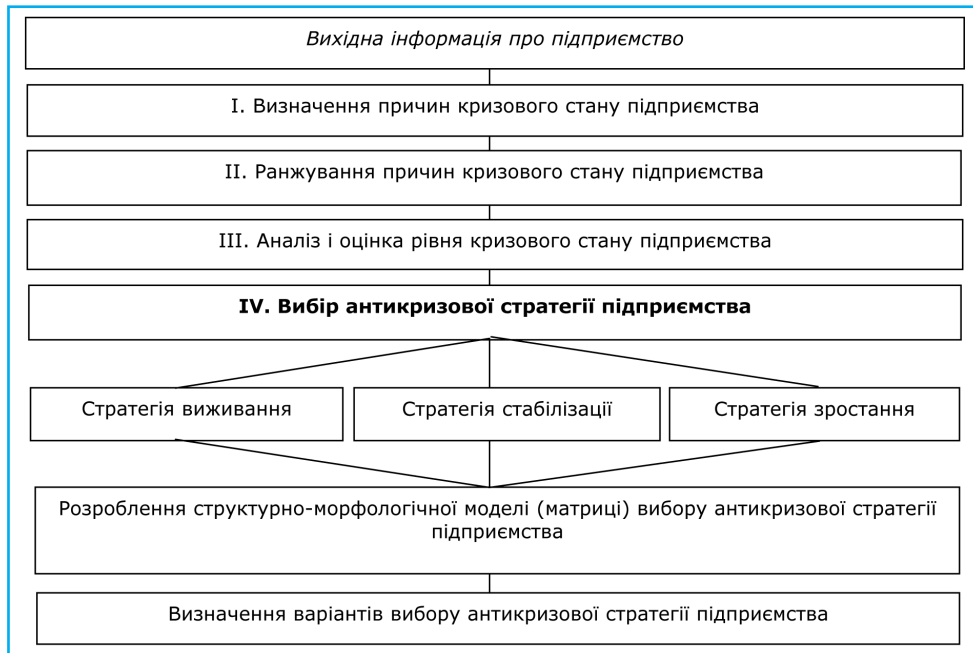 Вихідна інформація про підприємство
I. Визначення причин кризового стану підприємства
II. Ранжування причин кризового стану підприємства
III. Аналіз і оцінка рівня кризового стану підприємства
IV. Вибір антикризової стратегії підприємства
Стратегія виживання
Стратегія стабілізації
Стратегія зростання
Розроблення структурно-морфологічної моделі (матриці) вибору антикризової стратегії
підприємства
Визначення варіантів вибору антикризової стратегії підприємства